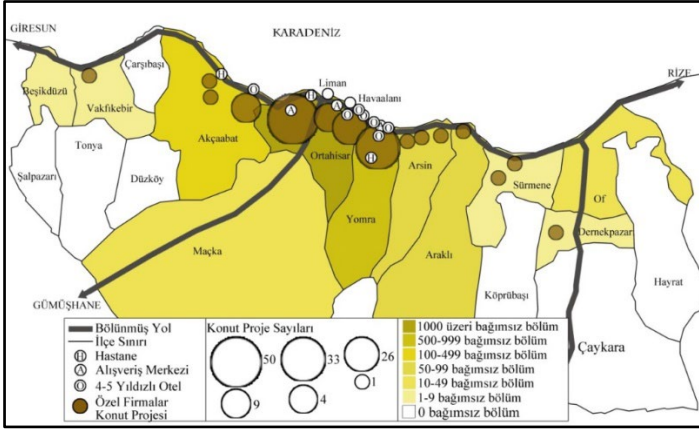 GİRESUN
KARADENİZ
RİZE
Çarşıbaşı
Liman
Havaalanı
Beşikdüzü
Vakfıkebir
Akçaabat
Tonya
Ortahisar
Arsin
Şalpazarı
Düzköy
Sürmene
Of
Yomra
Dernekpazarı
Maçka
Araklı
Köprübaşı
Hayrat
GÜMÜŞHANE
Çaykara
Bölünmüş Yol
İlçe Sınırı
H Hastane
A Alışveriş Merkezi
O 4-5 Yıldızlı Otel
Özel Firmalar
Konut Projesi
Konut Proje Sayıları
50
33
26
1
9
4
1000 üzeri bağımsız bölüm
500-999 bağımsız bölüm
100-499 bağımsız bölüm
50-99 bağımsız bölüm
10-49 bağımsız bölüm
1-9 bağımsız bölüm
0 bağımsız bölüm